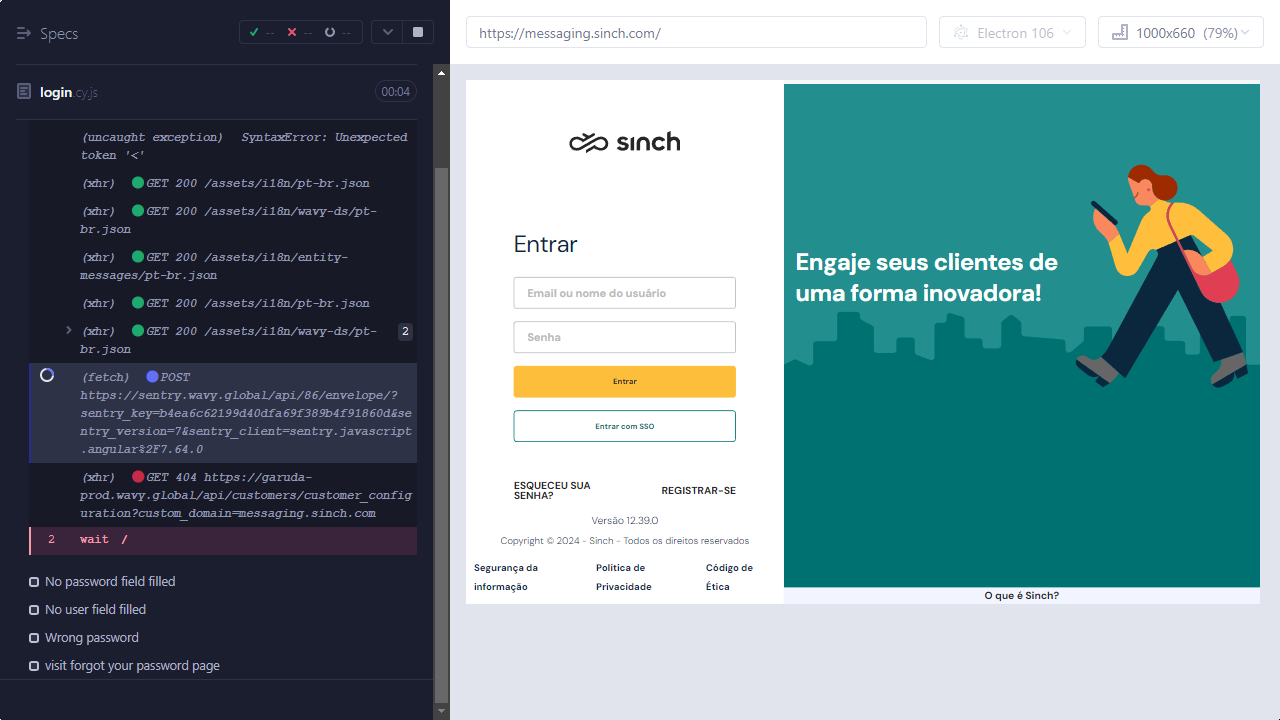 Specs
--
--
--
https://messaging.sinch.com/
Electron 106
1000x660 (79%)
login.cy.js
00:04
(uncaught exception) SyntaxError: Unexpected
token '<'
(xhr) GET 200 /assets/i18n/pt-br.json
(xhr) GET 200 /assets/i18n/wavy-ds/pt-
br.json
(xhr) GET 200 /assets/i18n/entity-
messages/pt-br.json
(xhr) GET 200 /assets/i18n/pt-br.json
(xhr) GET 200 /assets/i18n/wavy-ds/pt-
br.json
2
(fetch) POST
https://sentry.wavy.global/api/86/envelope/?
sentry_key=b4ea6c62199d40dfa69f389b4f91860d&se
ntry_version=7&sentry_client=sentry.javascript
.angular%2F7.64.0
(xhr) GET 404 https://garuda-
prod.wavy.global/api/customers/customer_config
uration?custom_domain=messaging.sinch.com
2 wait /
No password field filled
No user field filled
Wrong password
visit forgot your password page
sinch
Entrar
Email ou nome do usuário
Senha
Entrar
Entrar com SSO
ESQUECEU SUA
SENHA?
REGISTRAR-SE
Versão 12.39.0
Copyright © 2024 - Sinch - Todos os direitos reservados
Segurança da
informação
Política de
Privacidade
Código de
Ética
Engaje seus clientes de
uma forma inovadora!
O que é Sinch?